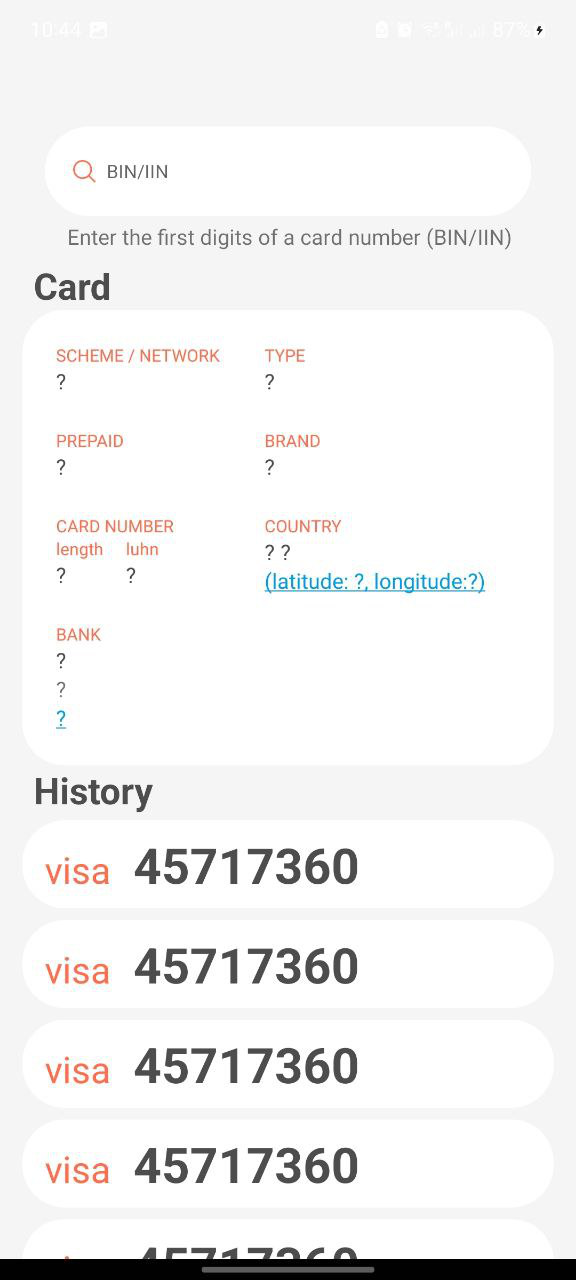 10:44 87%
BIN/IIN
Enter the first digits of a card number (BIN/IIN)
Card
SCHEME / NETWORK TYPE
? ?
PREPAID BRAND
? ?
CARD NUMBER COUNTRY
length luhn ? ?
? ? (latitude: ?, longitude:?)
BANK
?
?
?
History
visa 45717360
visa 45717360
visa 45717360
visa 45717360
45717360